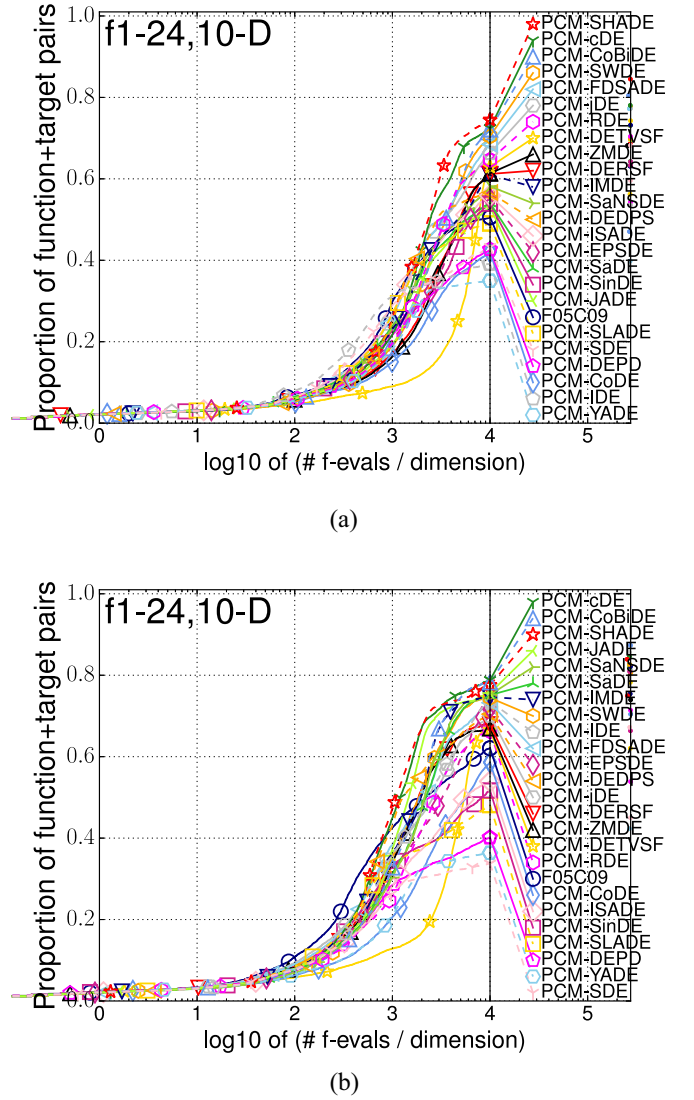 f1-24,10-D
Proportion of function+target pairs
1.0
0.8
0.6
0.4
0.2
0.0
0
1
2
3
4
5
log10 of (# f-evals / dimension)
PCM-SHADE
PCM-cDE
PCM-CoBiDE
PCM-SWDE
PCM-FDSADE
PCM-jDE
PCM-RDE
PCM-DETVSF
PCM-ZMDE
PCM-DERSF
PCM-IMDE
PCM-SaNSDE
PCM-DEDPS
PCM-ISADE
PCM-EPSDE
PCM-SaDE
PCM-SinDE
PCM-JADE
F05C09
PCM-SLADE
PCM-SDE
PCM-DEPD
PCM-CoDE
PCM-IDE
PCM-YADE
(a)
f1-24,10-D
Proportion of function+target pairs
1.0
0.8
0.6
0.4
0.2
0.0
0
1
2
3
4
5
log10 of (# f-evals / dimension)
PCM-cDE
PCM-CoBiDE
PCM-SHADE
PCM-JADE
PCM-SaNSDE
PCM-SaDE
PCM-IMDE
PCM-SWDE
PCM-IDE
PCM-FDSADE
PCM-EPSDE
PCM-DEDPS
PCM-jDE
PCM-DERSF
PCM-ZMDE
PCM-DETVSF
PCM-RDE
F05C09
PCM-CoDE
PCM-ISADE
PCM-SinDE
PCM-SLADE
PCM-DEPD
PCM-YADE
PCM-SDE
(b)